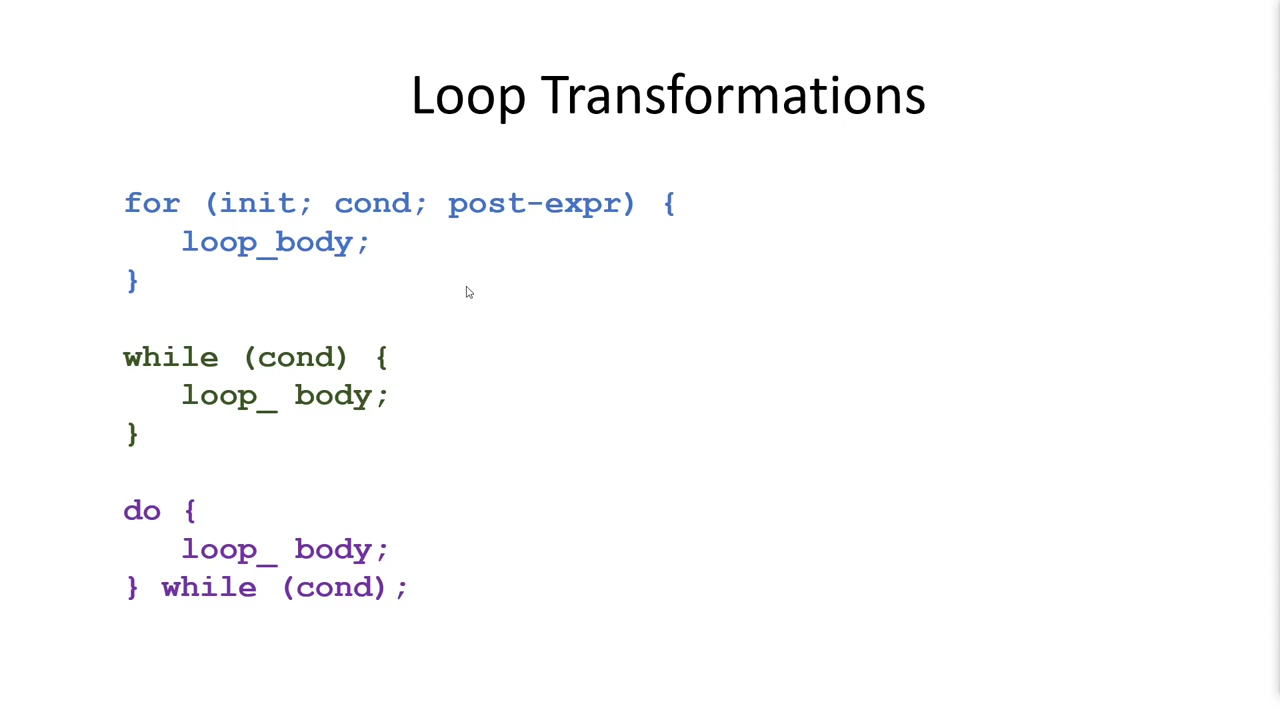 Loop Transformations
for (init; cond; post-expr) {
loop_body;
}
while (cond) {
loop_ body;
}
do {
loop_ body;
} while (cond);